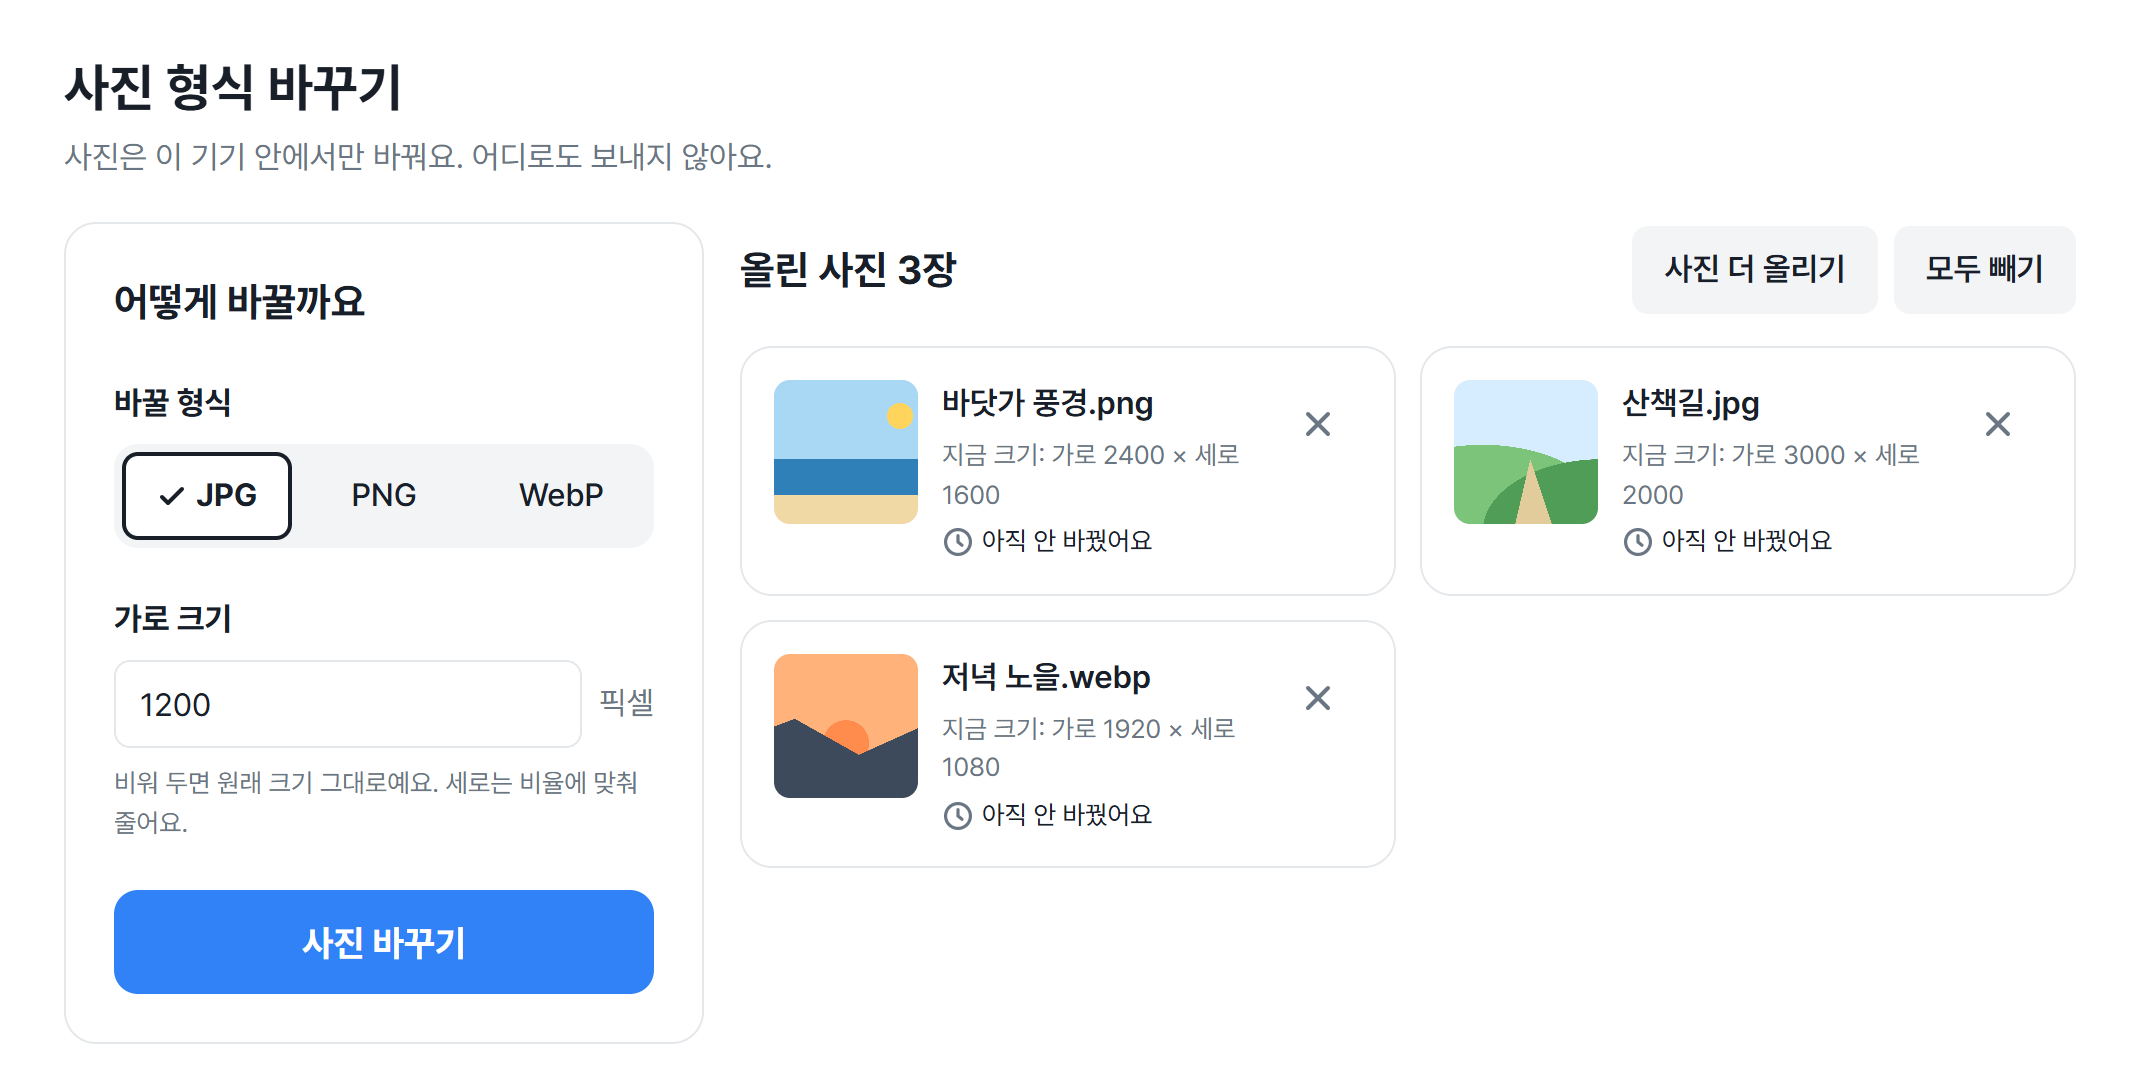 사진 형식 바꾸기
사진은 이 기기 안에서만 바꿔요. 어디로도 보내지 않아요.
어떻게 바꿀까요
바꿀 형식
JPG
PNG
WebP
가로 크기
1200
픽셀
비워 두면 원래 크기 그대로예요. 세로는 비율에 맞춰
줄어요.
사진 바꾸기
올린 사진 3장
사진 더 올리기
모두 빼기
바닷가 풍경.png
지금 크기: 가로 2400 × 세로
1600
아직 안 바꿨어요
산책길.jpg
지금 크기: 가로 3000 × 세로
2000
아직 안 바꿨어요
저녁 노을.webp
지금 크기: 가로 1920 × 세로
1080
아직 안 바꿨어요